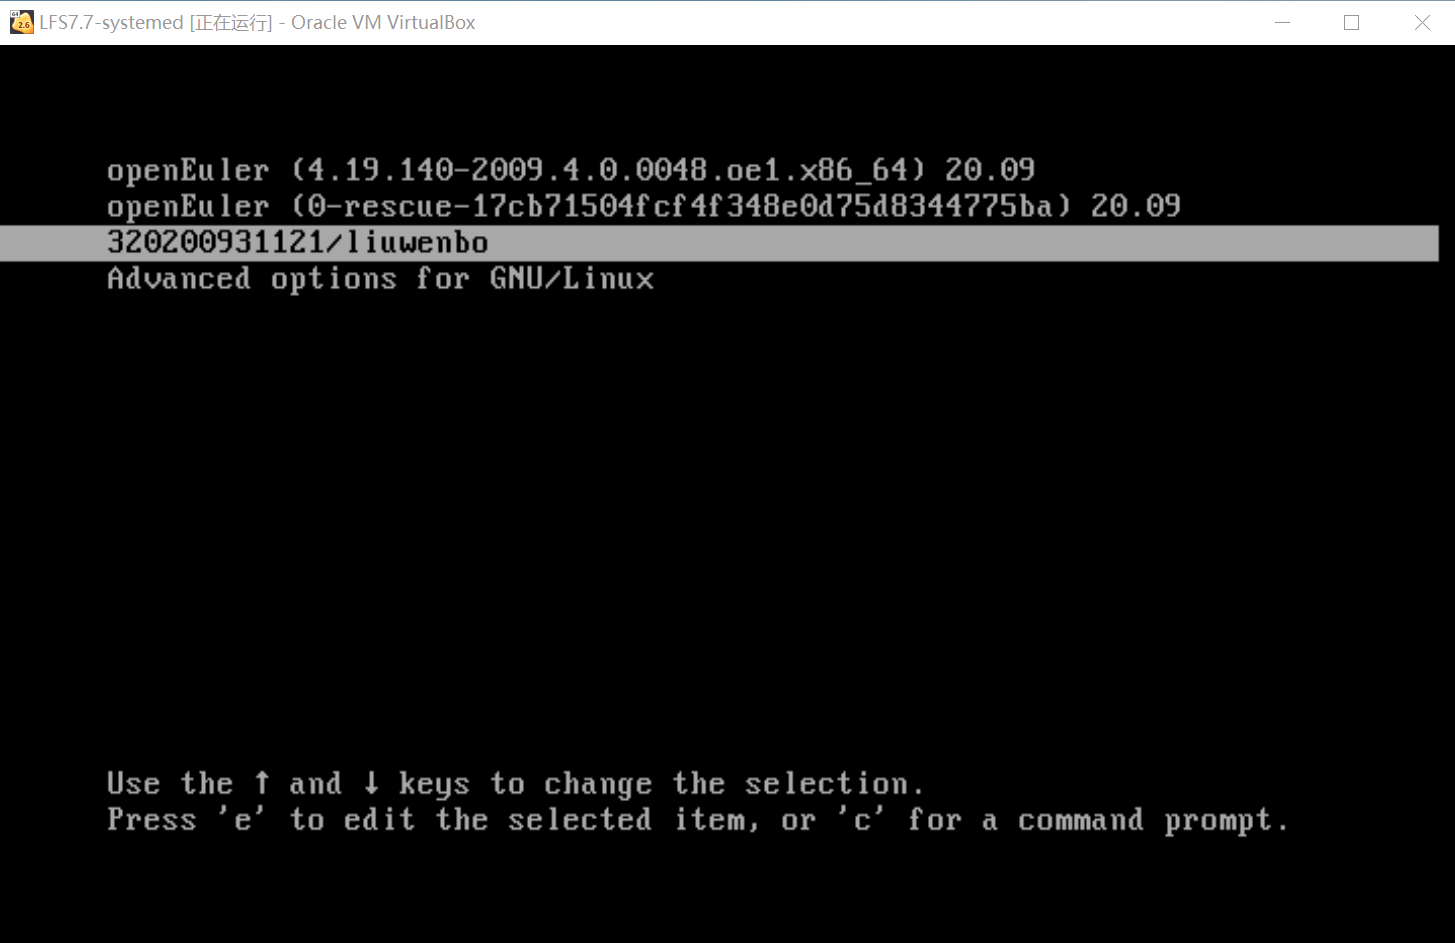 LFS7.7-systemed [正在运行] - Oracle VM VirtualBox
openEuler (4.19.140-2009.4.0.0048.oe1.x86_64) 20.09
openEuler (0-rescue-17cb71504fcf4f348e0d75d8344775ba) 20.09
320200931121/liuwenbo
Advanced options for GNU/Linux
Use the ↑ and ↓ keys to change the selection.
Press 'e' to edit the selected item, or 'c' for a command prompt.